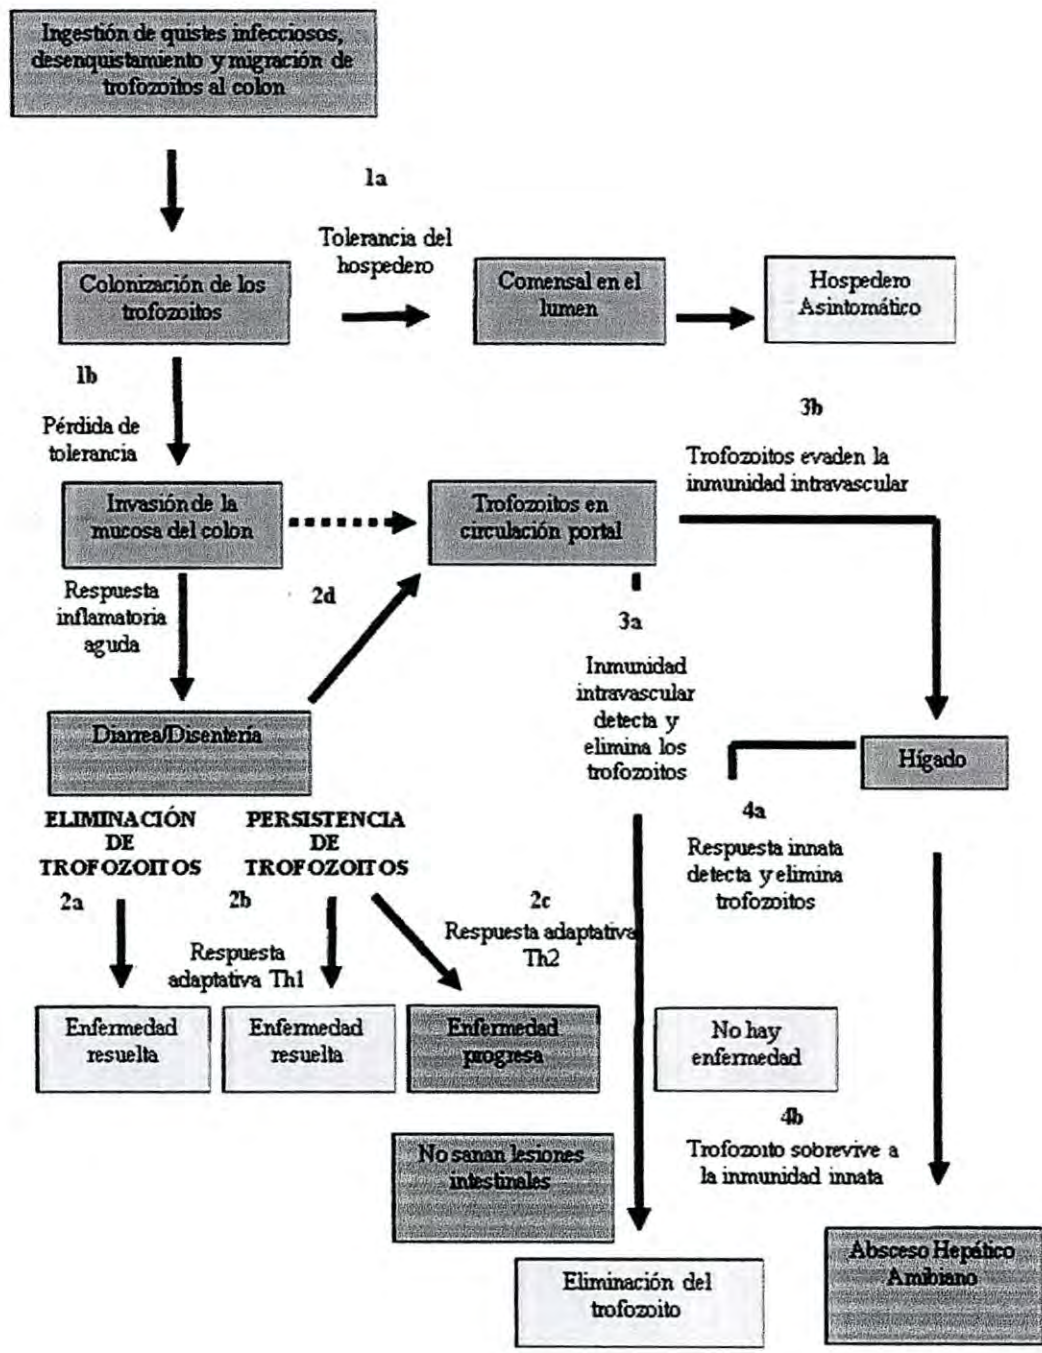 Ingestión de quistes infecciosos,
desenquistamiento y migración de
trofozoitos al colon
1a
Tolerancia del
hospedero
Colonización de los
trofozoitos
Comensal en el
lumen
Hospedero
Asintomático
1b
Pérdida de
tolerancia
3b
Trofozoitos evaden la
inmunidad intravascular
Invasión de la
mucosa del colon
Trofozoitos en
circulación portal
Respuesta
inflamatoria
aguda
2d
3a
Inmunidad
intravascular
detecta y
elimina los
trofozoitos
Diarrea/Disentería
Hígado
ELIMINACIÓN
DE
TROFOZOITOS
PERSISTENCIA
DE
TROFOZOITOS
4a
Respuesta innata
detecta y elimina
trofozoitos
2a
2b
2c
Respuesta adaptativa
Th2
Respuesta
adaptativa Th1
Enfermedad
resuelta
Enfermedad
resuelta
Enfermedad
progresa
No hay
enfermedad
4b
Trofozoito sobrevive a
la inmunidad innata
No sanan lesiones
intestinales
Absceso Hepático
Amibiano
Eliminación del
trofozoito